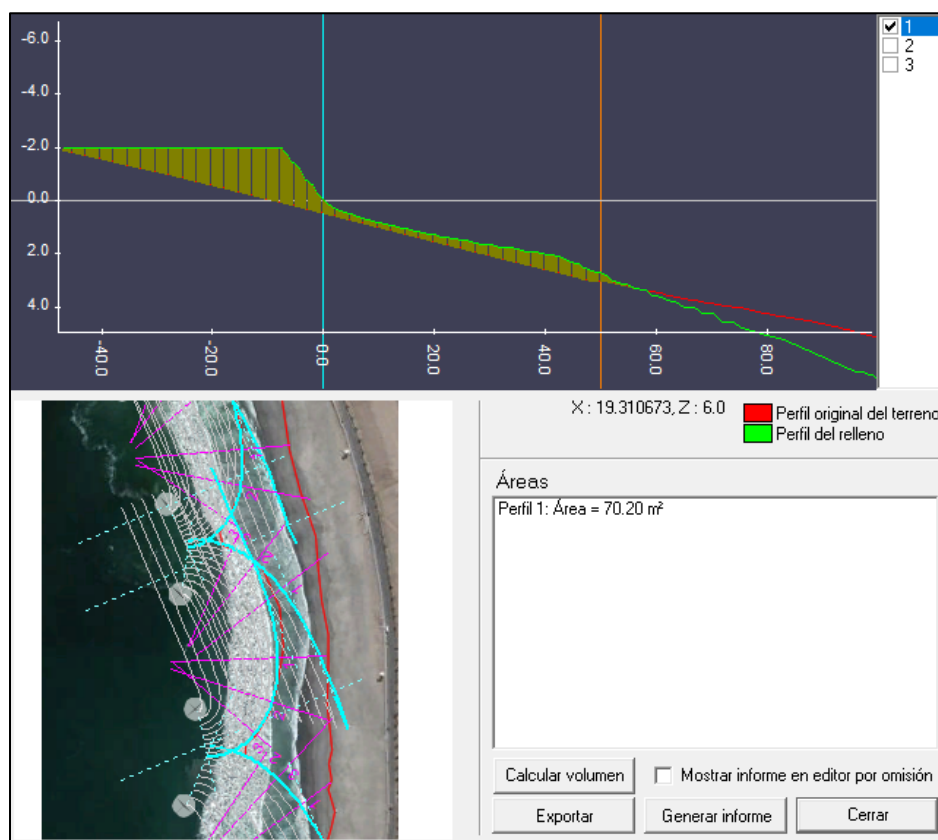 -6.0
1
2
3
-4.0
-2.0
0.0
2.0
4.0
-40.0
-20.0
0.0
20.0
40.0
60.0
80.0
X : 19.310673, Z : 6.0
Perfil original del terreno
Perfil del relleno
Áreas
Perfil 1: Área = 70.20 m²
Calcular volumen
Mostrar informe en editor por omisión
Exportar
Generar informe
Cerrar